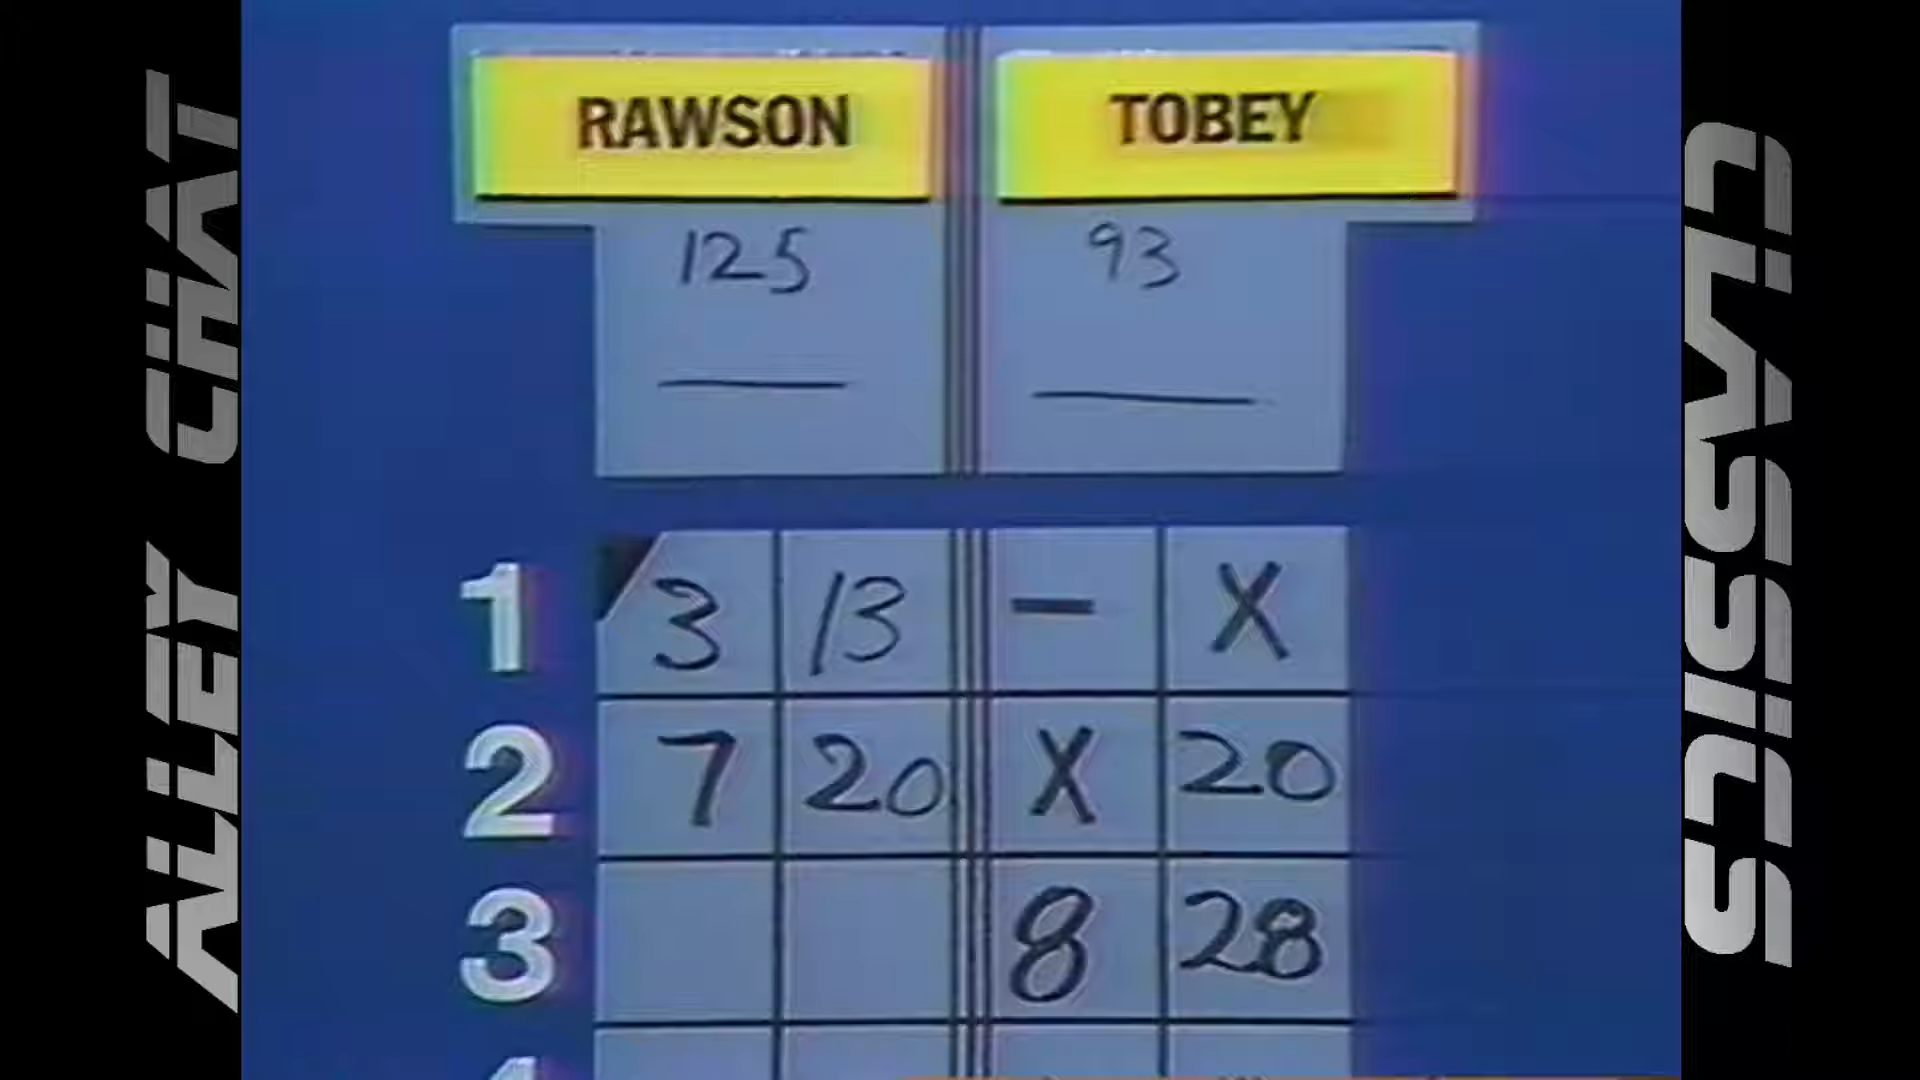 ALLEY CHAT
RAWSON TOBEY
125 93
1 3 13 - X
2 7 20 X 20
3 8 28
CLASSICS